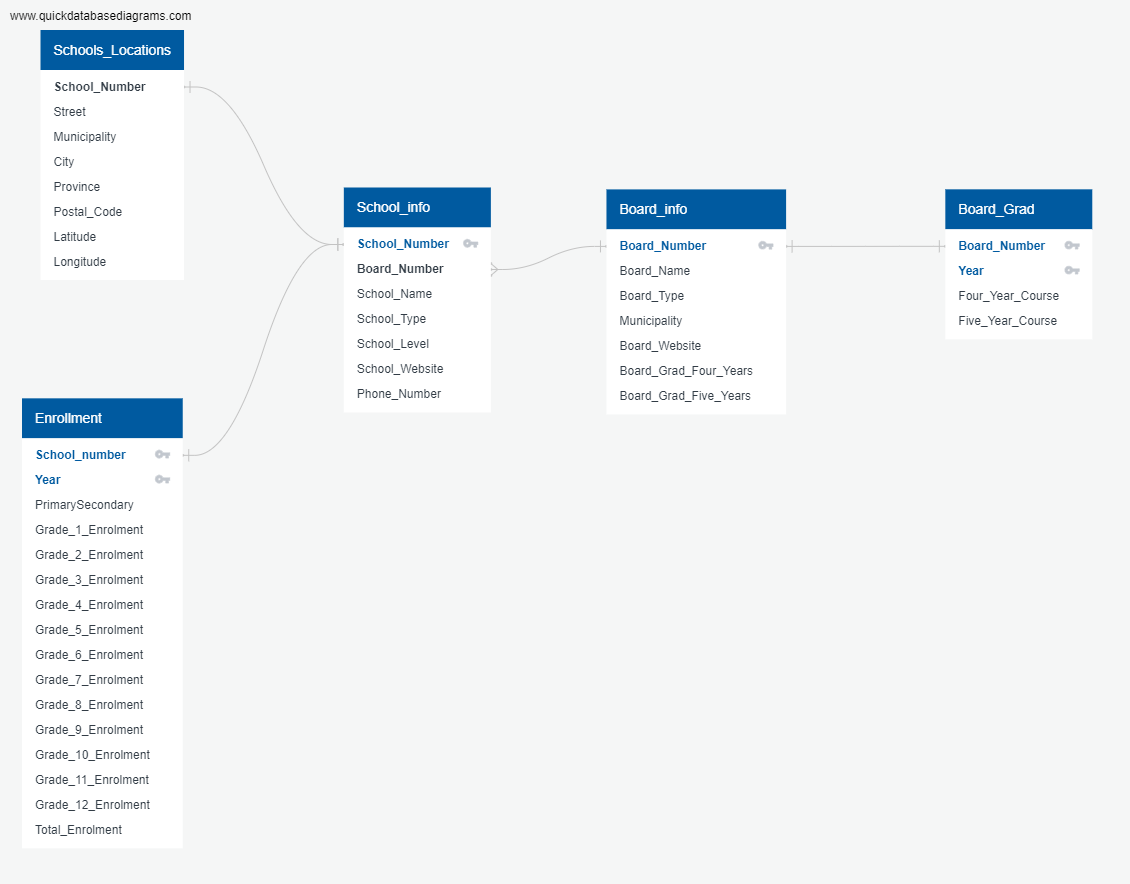 www.quickdatabasediagrams.com
Schools_Locations
School_Number
Street
Municipality
City
Province
Postal_Code
Latitude
Longitude
School_info
School_Number
Board_Number
School_Name
School_Type
School_Level
School_Website
Phone_Number
Board_info
Board_Number
Board_Name
Board_Type
Municipality
Board_Website
Board_Grad_Four_Years
Board_Grad_Five_Years
Board_Grad
Board_Number
Year
Four_Year_Course
Five_Year_Course
Enrollment
School_number
Year
PrimarySecondary
Grade_1_Enrolment
Grade_2_Enrolment
Grade_3_Enrolment
Grade_4_Enrolment
Grade_5_Enrolment
Grade_6_Enrolment
Grade_7_Enrolment
Grade_8_Enrolment
Grade_9_Enrolment
Grade_10_Enrolment
Grade_11_Enrolment
Grade_12_Enrolment
Total_Enrolment